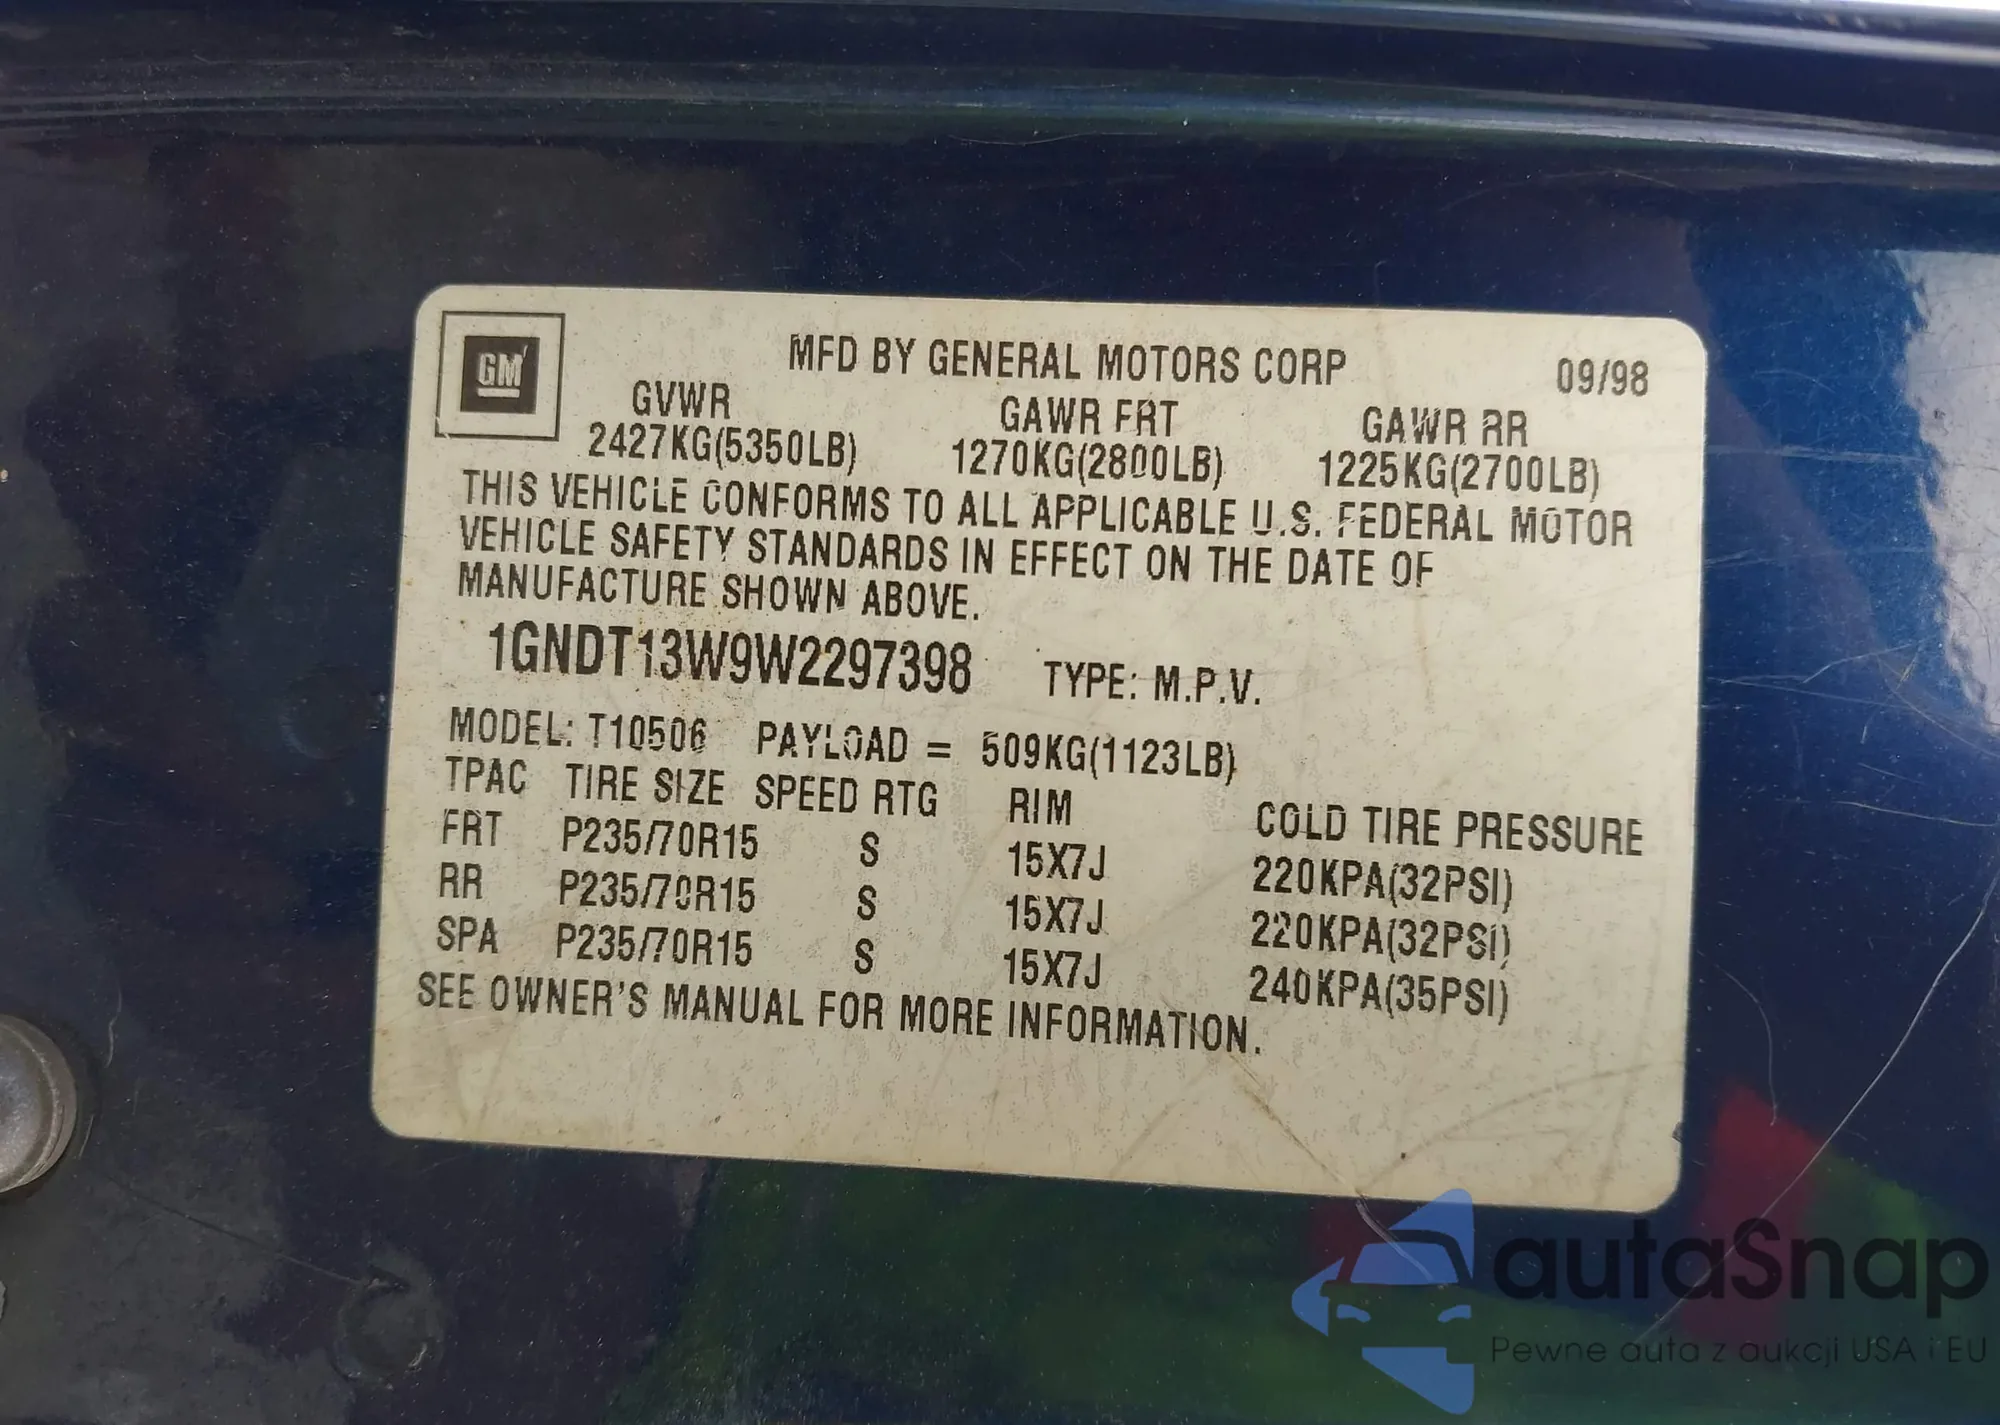 GM
MFD BY GENERAL MOTORS CORP 09/98
GVWR GAWR FRT GAWR RR
2427KG(5350LB) 1270KG(2800LB) 1225KG(2700LB)
THIS VEHICLE CONFORMS TO ALL APPLICABLE U.S. FEDERAL MOTOR
VEHICLE SAFETY STANDARDS IN EFFECT ON THE DATE OF
MANUFACTURE SHOWN ABOVE.
1GNDT13W9W2297398 TYPE: M.P.V.
MODEL: T10506 PAYLOAD = 509KG(1123LB)
TPAC TIRE SIZE SPEED RTG RIM COLD TIRE PRESSURE
FRT P235/70R15 S 15X7J 220KPA(32PSI)
RR P235/70R15 S 15X7J 220KPA(32PSI)
SPA P235/70R15 S 15X7J 240KPA(35PSI)
SEE OWNER'S MANUAL FOR MORE INFORMATION.
autaSnap
Pewne auta z aukcji USA i EU